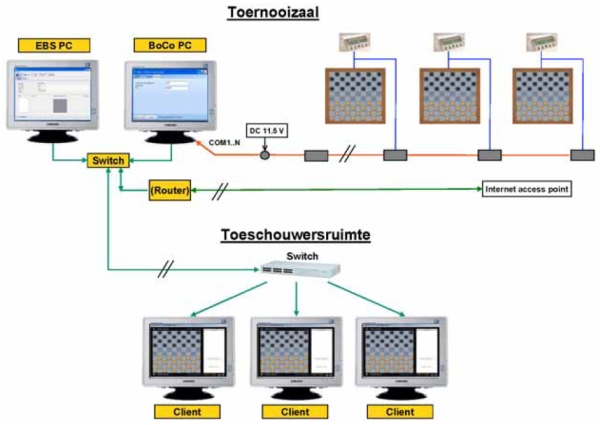 Toernooizaal
EBS PC
BoCo PC
DC 11.5 V
COM1..N
Switch
(Router)
Internet access point
Toeschouwersruimte
Switch
Client
Client
Client